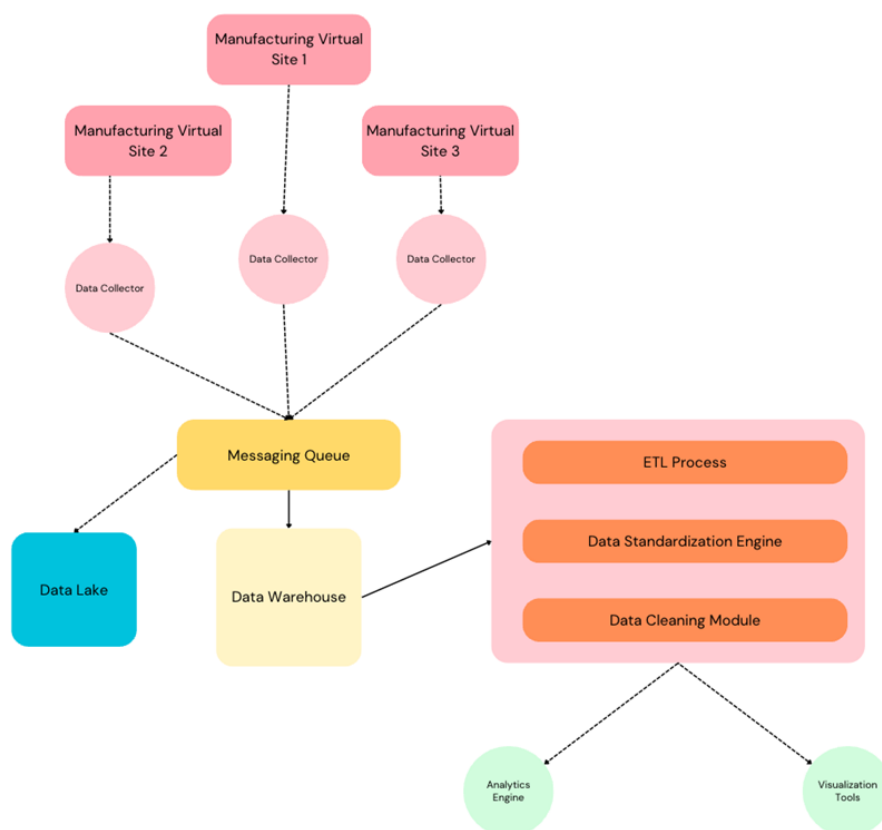 Manufacturing Virtual
Site 1
Manufacturing Virtual
Site 2
Manufacturing Virtual
Site 3
Data Collector
Data Collector
Data Collector
Messaging Queue
ETL Process
Data Standardization Engine
Data Cleaning Module
Data Lake
Data Warehouse
Analytics
Engine
Visualization
Tools